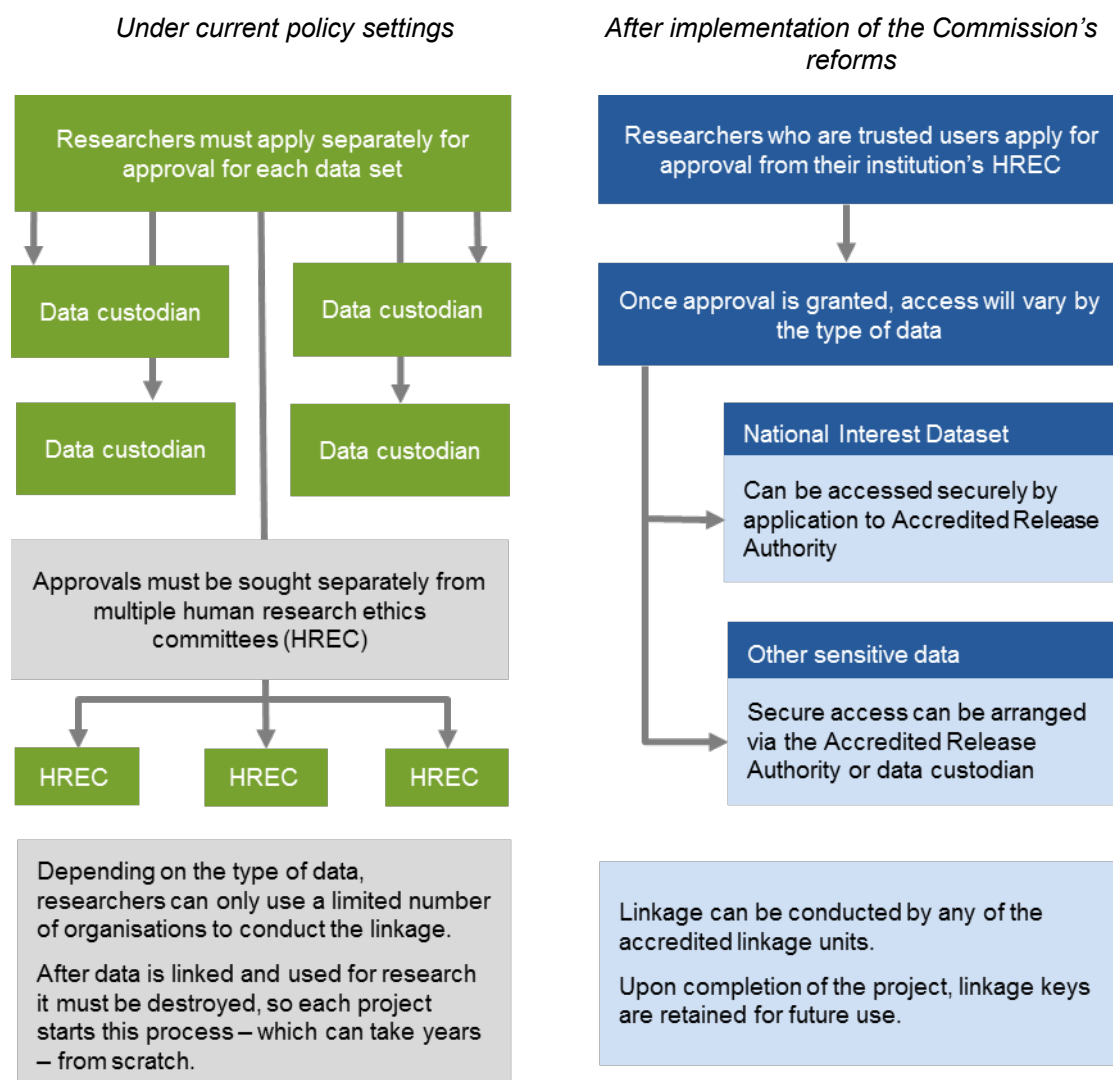 Under current policy settings
Researchers must apply separately for
approval for each data set
Data custodian
Data custodian
Data custodian
Data custodian
Approvals must be sought separately from
multiple human research ethics
committees (HREC)
HREC
HREC
HREC
Depending on the type of data,
researchers can only use a limited number
of organisations to conduct the linkage.
After data is linked and used for research
it must be destroyed, so each project
starts this process – which can take years
– from scratch.
After implementation of the Commission's
reforms
Researchers who are trusted users apply for
approval from their institution's HREC
Once approval is granted, access will vary by
the type of data
National Interest Dataset
Can be accessed securely by
application to Accredited Release
Authority
Other sensitive data
Secure access can be arranged
via the Accredited Release
Authority or data custodian
Linkage can be conducted by any of the
accredited linkage units.
Upon completion of the project, linkage keys
are retained for future use.